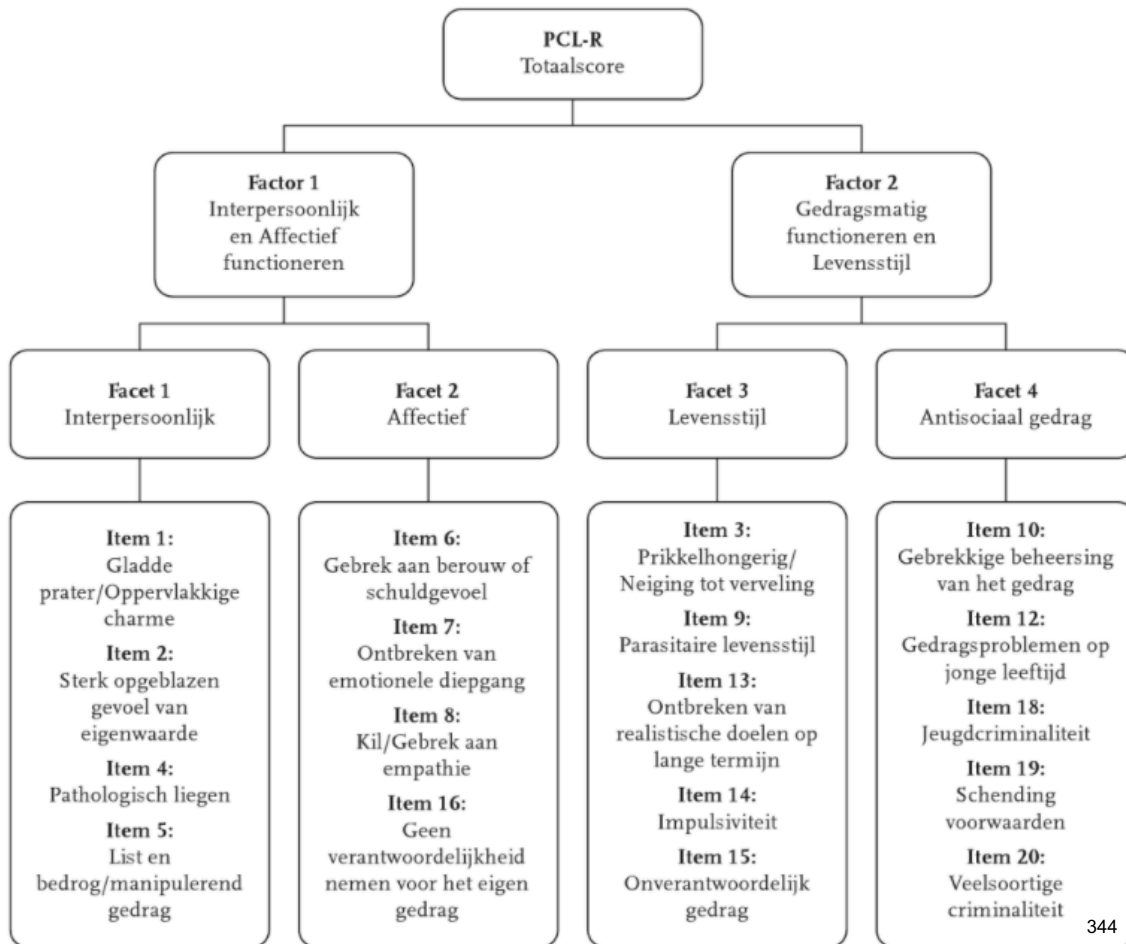 PCL-R
Totaalscore
Factor 1
Interpersoonlijk
en Affectief
functioneren
Factor 2
Gedragsmatig
functioneren en
Levensstijl
Facet 1
Interpersoonlijk
Facet 2
Affectief
Facet 3
Levensstijl
Facet 4
Antisociaal gedrag
Item 1:
Gladde
prater/Oppervlakkige
charme
Item 2:
Sterk opgeblazen
gevoel van
eigenwaarde
Item 4:
Pathologisch liegen
Item 5:
List en
bedrog/manipulerend
gedrag
Item 6:
Gebrek aan berouw of
schuldgevoel
Item 7:
Ontbreken van
emotionele diepgang
Item 8:
Kil/Gebrek aan
empathie
Item 16:
Geen
verantwoordelijkheid
nemen voor het eigen
gedrag
Item 3:
Prikkelhongerig/
Neiging tot verveling
Item 9:
Parasitaire levensstijl
Item 13:
Ontbreken van
realistische doelen op
lange termijn
Item 14:
Impulsiviteit
Item 15:
Onverantwoordelijk
gedrag
Item 10:
Gebrekkige beheersing
van het gedrag
Item 12:
Gedragsproblemen op
jonge leeftijd
Item 18:
Jeugdcriminaliteit
Item 19:
Schending
voorwaarden
Item 20:
Veelsoortige
criminaliteit
344